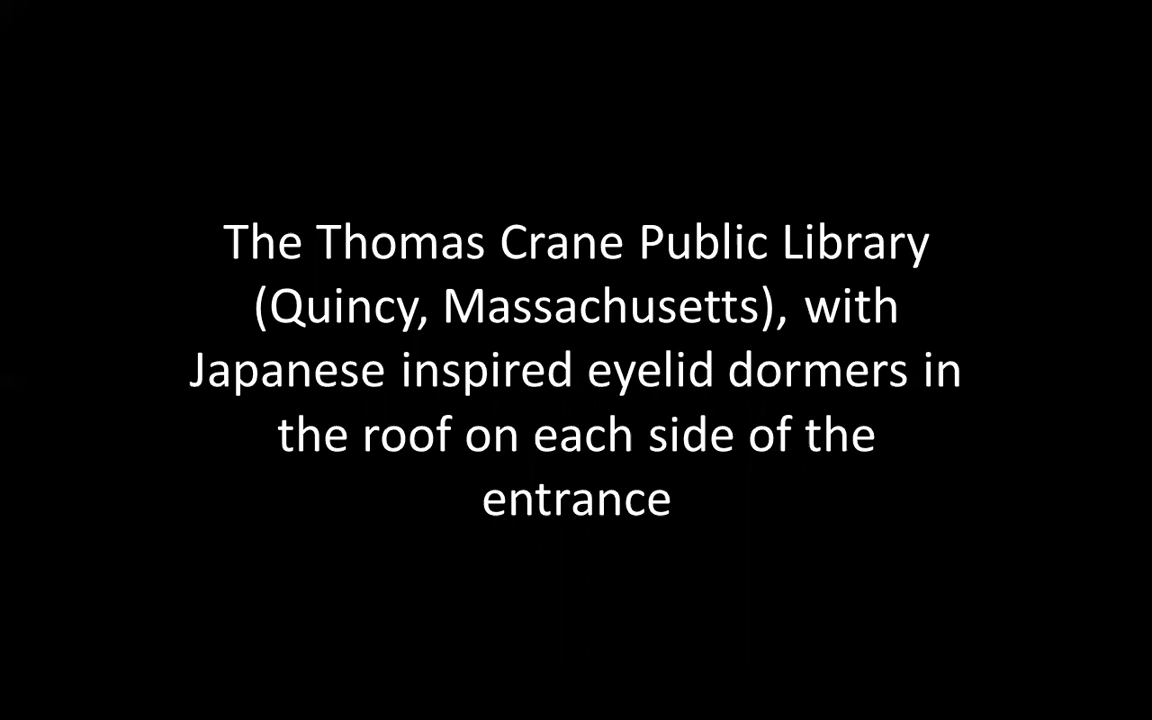 The Thomas Crane Public Library
(Quincy, Massachusetts), with
Japanese inspired eyelid dormers in
the roof on each side of the
entrance